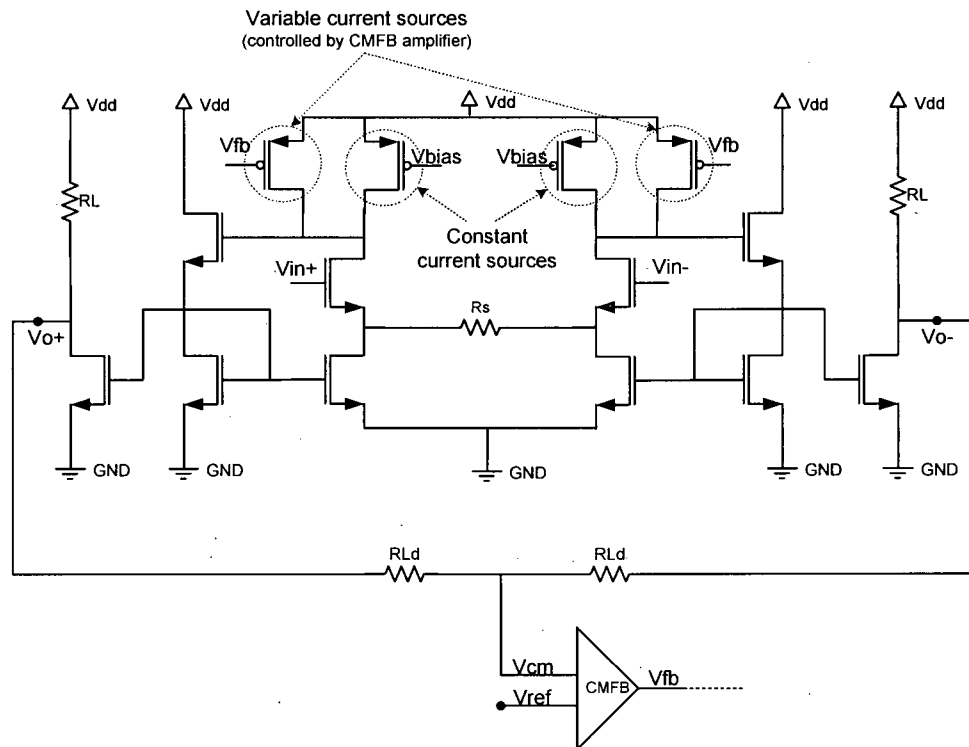 Variable current sources
(controlled by CMFB amplifier)
Vdd
Vdd
Vdd
Vdd
Vdd
Vfb
Vbias
Vbias
Vfb
RL
RL
Constant
current sources
Vin+
Vin-
Rs
Vo+
Vo-
GND
GND
GND
GND
GND
RLd
RLd
Vcm
Vref
CMFB
Vfb